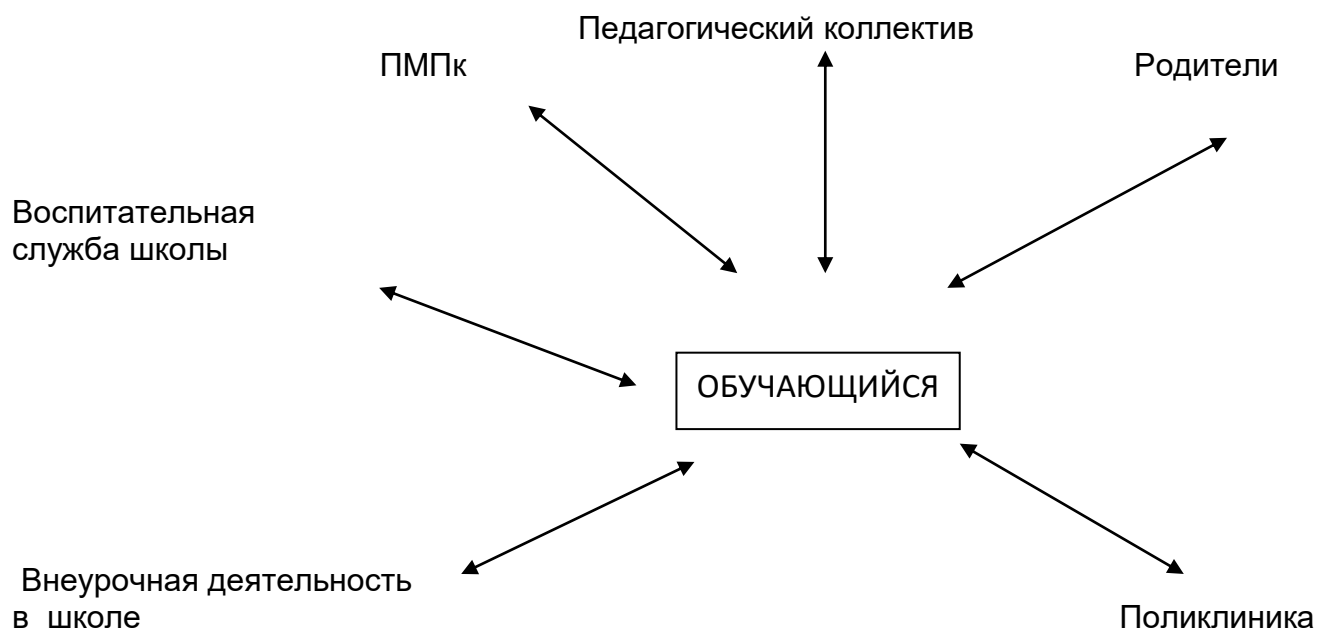 Педагогический коллектив
ПМПк
Родители
Воспитательная
служба школы
ОБУЧАЮЩИЙСЯ
Внеурочная деятельность
в школе
Поликлиника